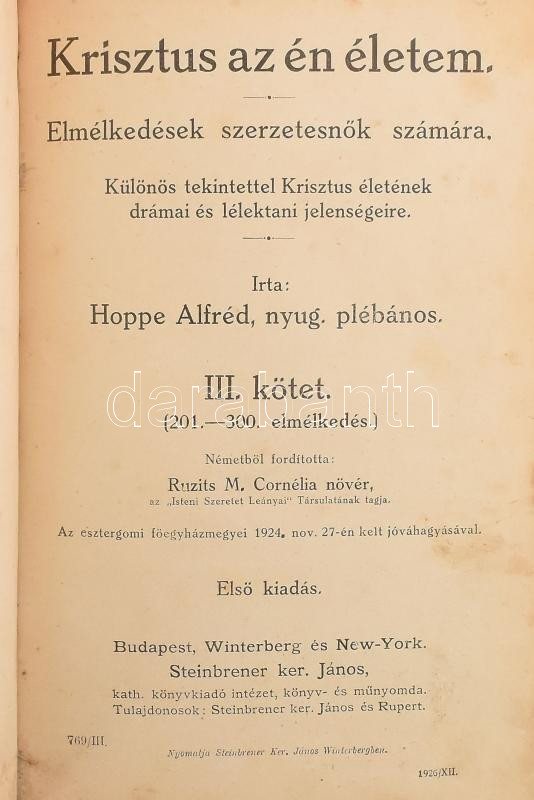 Krisztus az én életem.
Elmélkedések szerzetesnők számára.
Különös tekintettel Krisztus életének
drámai és lélektani jelenségeire.
Irta:
Hoppe Alfréd, nyug. plébános.
III. kötet.
darabanth
(201.—300. elmélkedés.)
Németből fordította:
Ruzits M. Cornélia nővér,
az „Isteni Szeretet Leányai" Társulatának tagja.
Az esztergomi főegyházmegyei 1924. nov. 27-én kelt jóváhagyásával.
Első kiadás.
Budapest, Winterberg és New-York.
Steinbrener ker. János,
kath. könyvkiadó intézet, könyv- és műnyomda.
Tulajdonosok: Steinbrener ker. János és Rupert.
769/III.
Nyomatja Steinbrener Ker. János Winterbergben.
1926/XII.